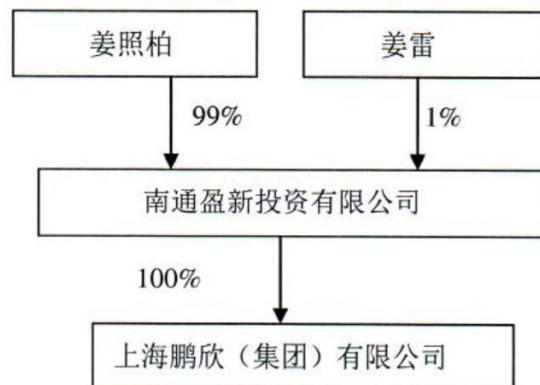 姜照柏
姜雷
99%
1%
南通盈新投资有限公司
100%
上海鹏欣（集团）有限公司